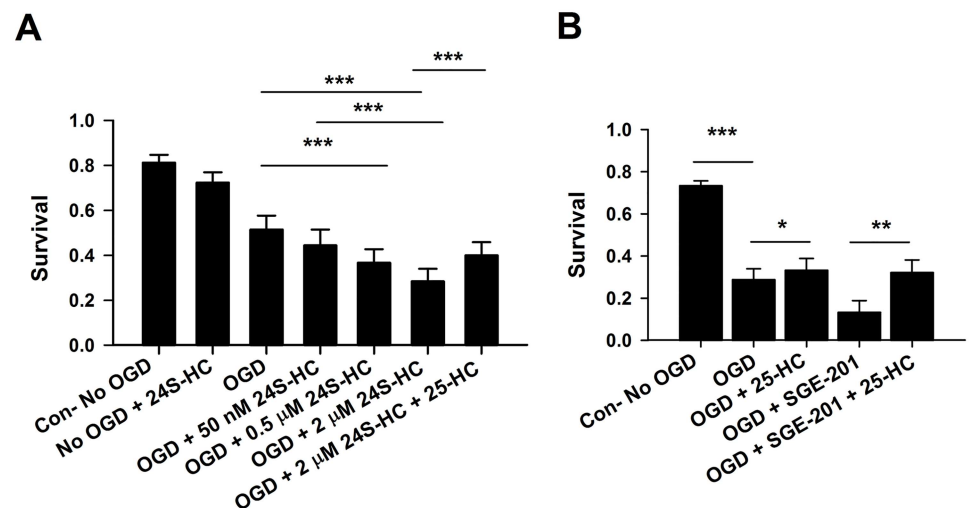 A
***
***
***
***
Survival
1.0
0.8
0.6
0.4
0.2
0.0
Con- No OGD
No OGD + 24S-HC
OGD
OGD + 50 nM 24S-HC
OGD + 0.5 μM 24S-HC
OGD + 2 μM 24S-HC
OGD + 2 μM 24S-HC + 25-HC
B
***
*
**
Survival
1.0
0.8
0.6
0.4
0.2
0.0
Con- No OGD
OGD
OGD + 25-HC
OGD + SGE-201
OGD + SGE-201 + 25-HC